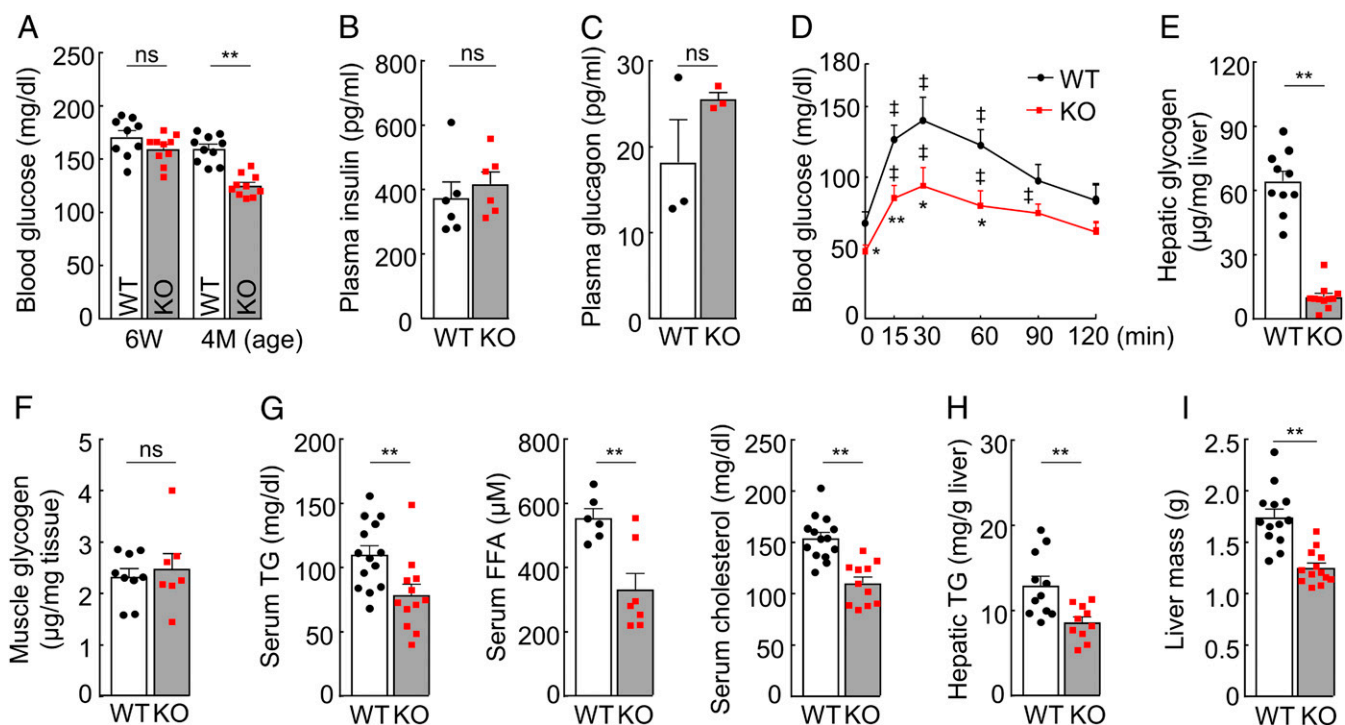 A
Blood glucose (mg/dl)
250
200
150
100
50
0
ns
**
WT
KO
WT
KO
6W
4M (age)
B
Plasma insulin (pg/ml)
800
600
400
200
0
ns
WT KO
C
Plasma glucagon (pg/ml)
30
20
10
0
ns
WT KO
D
Blood glucose (mg/dl)
150
100
50
0
WT
KO
‡
‡
‡
‡
‡
‡
‡
*
**
*
*
0 15 30 60 90 120 (min)
E
Hepatic glycogen
(µg/mg liver)
120
90
60
30
0
**
WT KO
F
Muscle glycogen
(µg/mg tissue)
5
4
3
2
1
0
ns
WT KO
G
Serum TG (mg/dl)
200
150
100
50
0
**
WT KO
Serum FFA (µM)
800
600
400
200
0
**
WT KO
Serum cholesterol (mg/dl)
250
200
150
100
50
0
**
WT KO
H
Hepatic TG (mg/g liver)
30
20
10
0
**
WT KO
I
Liver mass (g)
2.5
2.0
1.5
1.0
0.5
0.0
**
WT KO